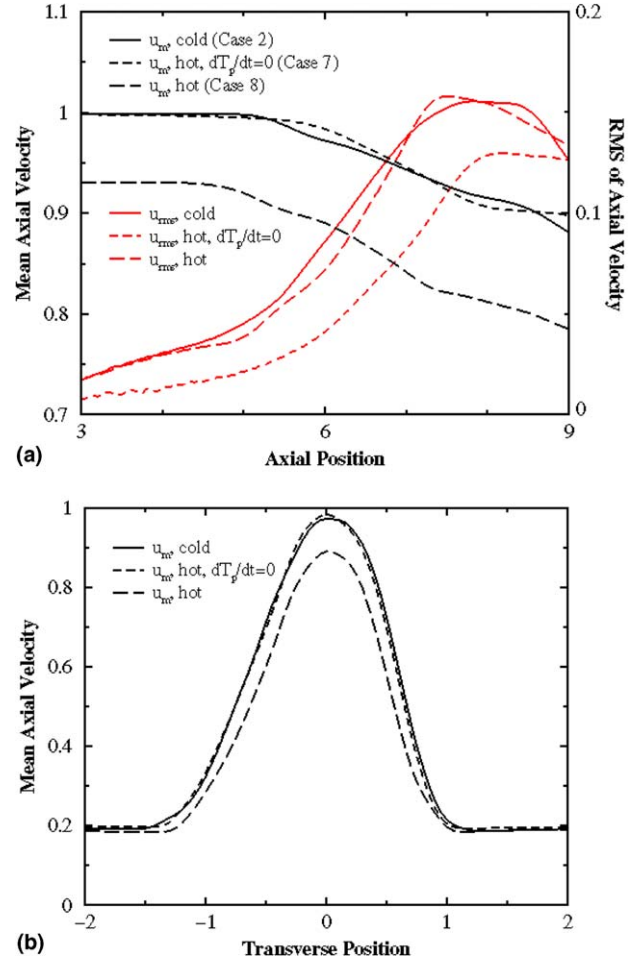 1.1
0.2
u_m, cold (Case 2)
u_m, hot, dT_p/dt=0 (Case 7)
u_m, hot (Case 8)
1
Mean Axial Velocity
0.9
0.1
RMS of Axial Velocity
u_rms, cold
u_rms, hot, dT_p/dt=0
u_rms, hot
0.8
0.7
0
3
6
9
(a)
Axial Position
1
u_m, cold
u_m, hot, dT_p/dt=0
u_m, hot
0.8
0.6
Mean Axial Velocity
0.4
0.2
0
−2
−1
0
1
2
(b)
Transverse Position